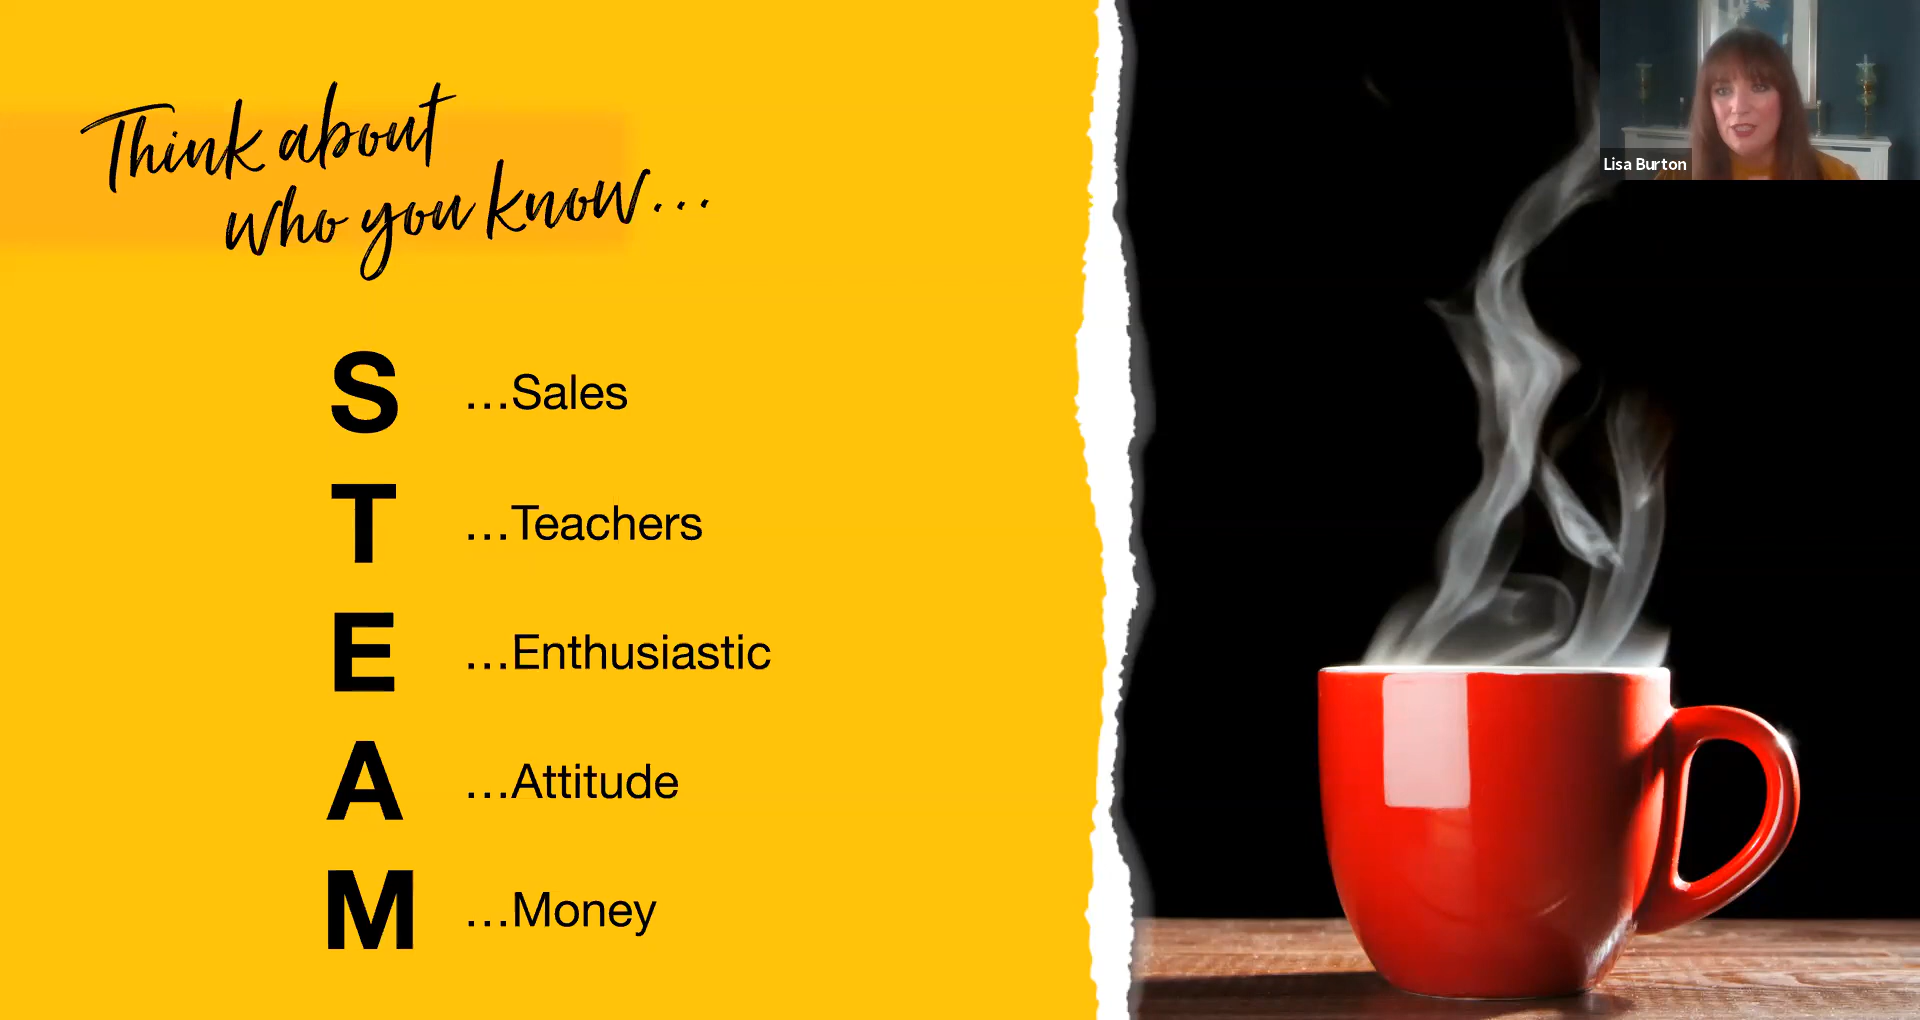 Think about
who you know...
S ...Sales
T ...Teachers
E ...Enthusiastic
A ...Attitude
M ...Money
Lisa Burton